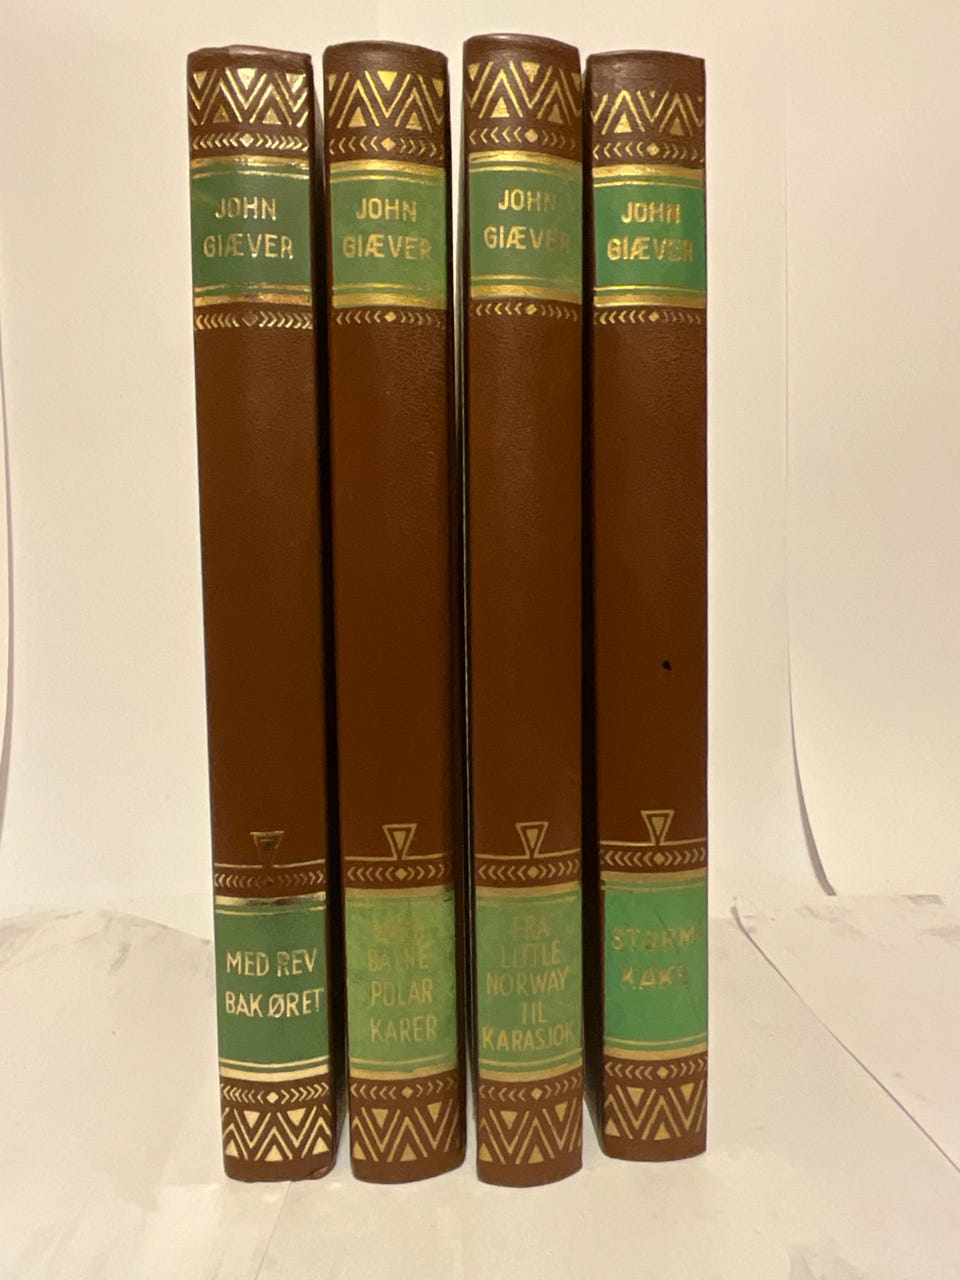 JOHN
GIÆVER
MED REV
BAK ØRET
JOHN
GIÆVER
BALNE
POLAR
KARER
JOHN
GIÆVER
FRA
LITTLE
NORWAY
TIL
KARASJOK
JOHN
GIÆVER
STORM-